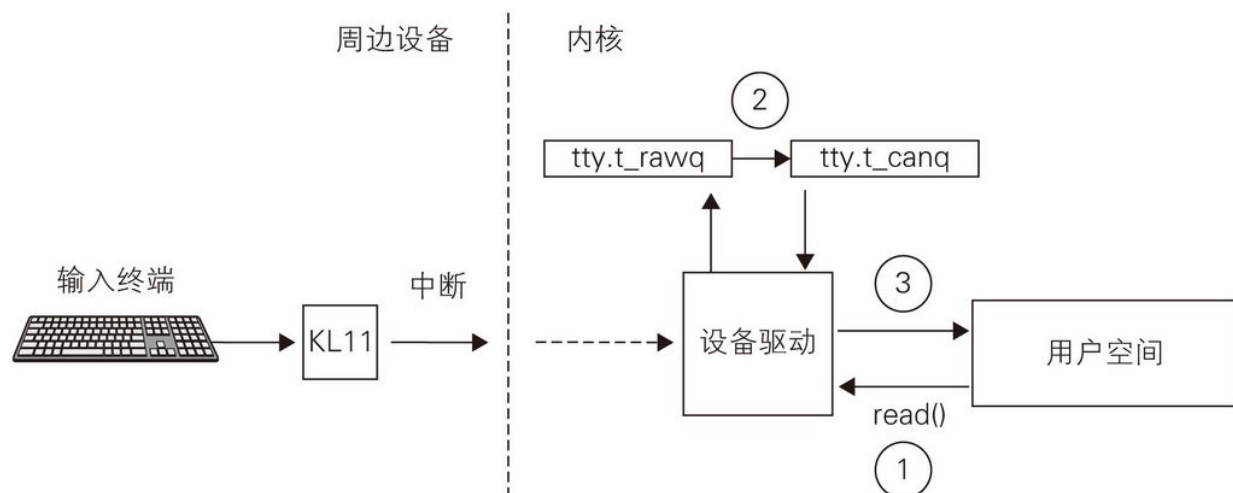 周边设备
内核
②
tty.t_rawq
tty.t_canq
输入终端
中断
③
KL11
设备驱动
用户空间
read()
①